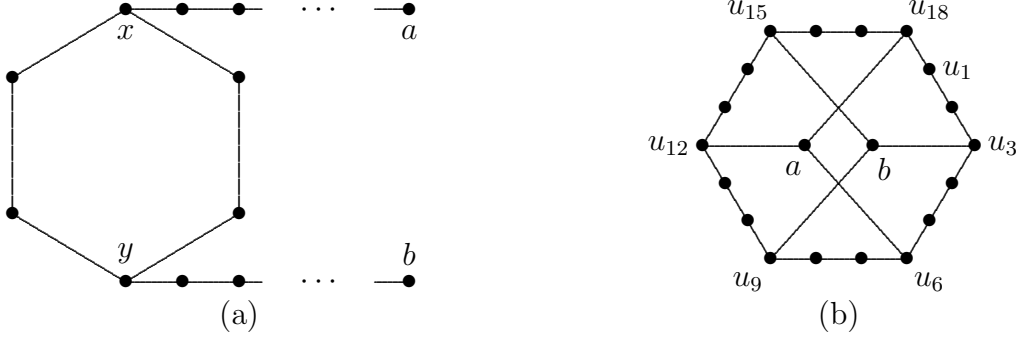 x
· · ·
a
y
· · ·
b
(a)
u₁₅
u₁₈
u₁
u₁₂
a
b
u₃
u₉
u₆
(b)